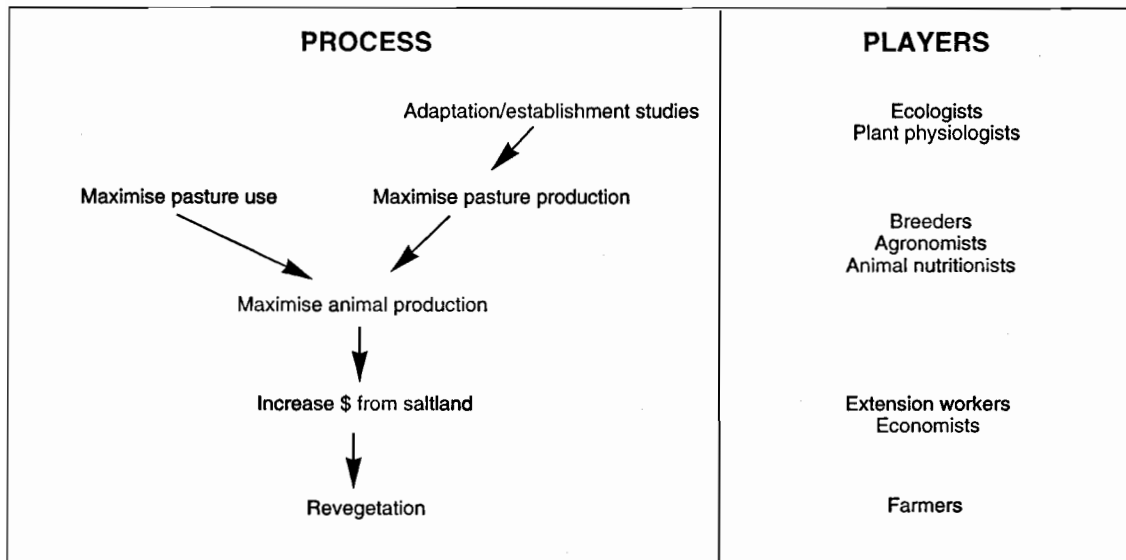 PROCESS
PLAYERS
Adaptation/establishment studies
Ecologists
Plant physiologists
Maximise pasture use
Maximise pasture production
Breeders
Agronomists
Animal nutritionists
Maximise animal production
Increase $ from saltland
Extension workers
Economists
Revegetation
Farmers